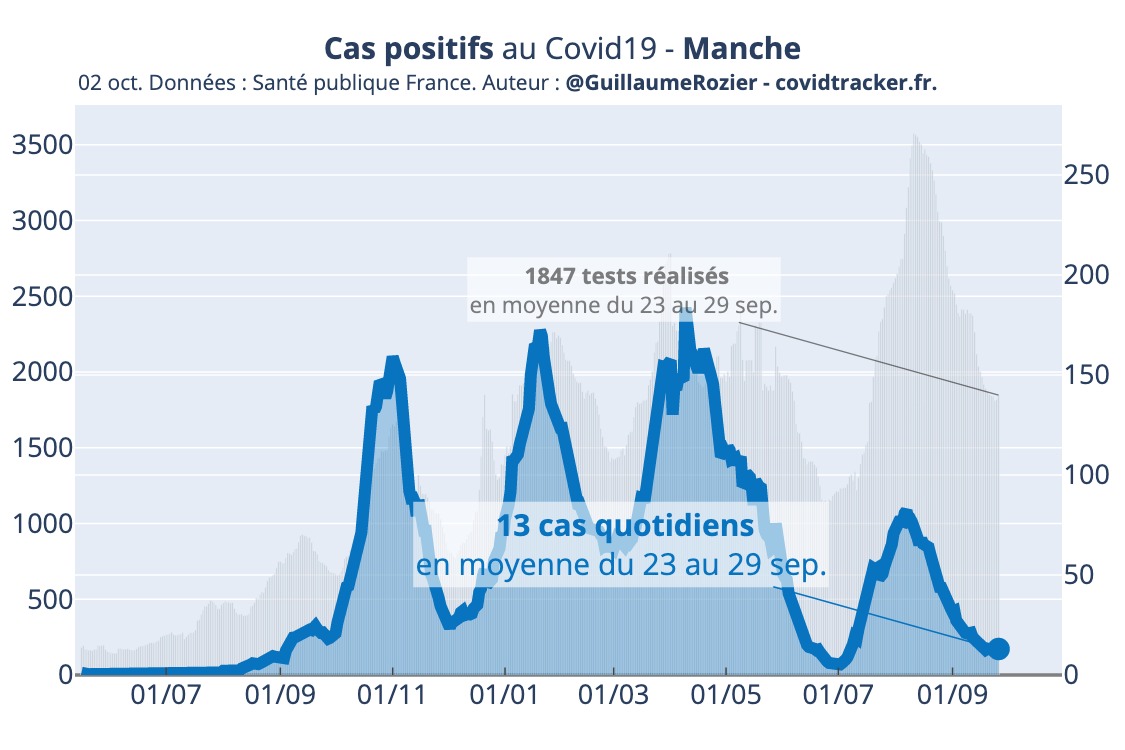 Cas positifs au Covid19 - Manche
02 oct. Données : Santé publique France. Auteur : @GuillaumeRozier - covidtracker.fr.
3500
3000
2500
2000
1500
1000
500
0
250
200
150
100
50
0
1847 tests réalisés
en moyenne du 23 au 29 sep.
13 cas quotidiens
en moyenne du 23 au 29 sep.
01/07 01/09 01/11 01/01 01/03 01/05 01/07 01/09